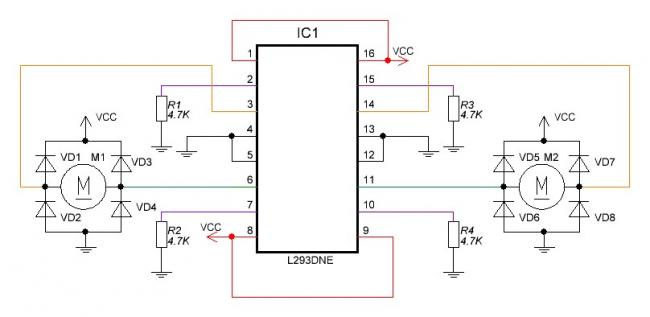 IC1
1
16
VCC
2
15
R1
4.7K
3
14
R3
4.7K
4
13
VCC
VCC
5
12
VD1
M1
VD3
M
6
11
VD5
M2
VD7
M
VD2
VD4
7
10
VD6
VD8
R2
4.7K
VCC
8
9
R4
4.7K
L293DNE